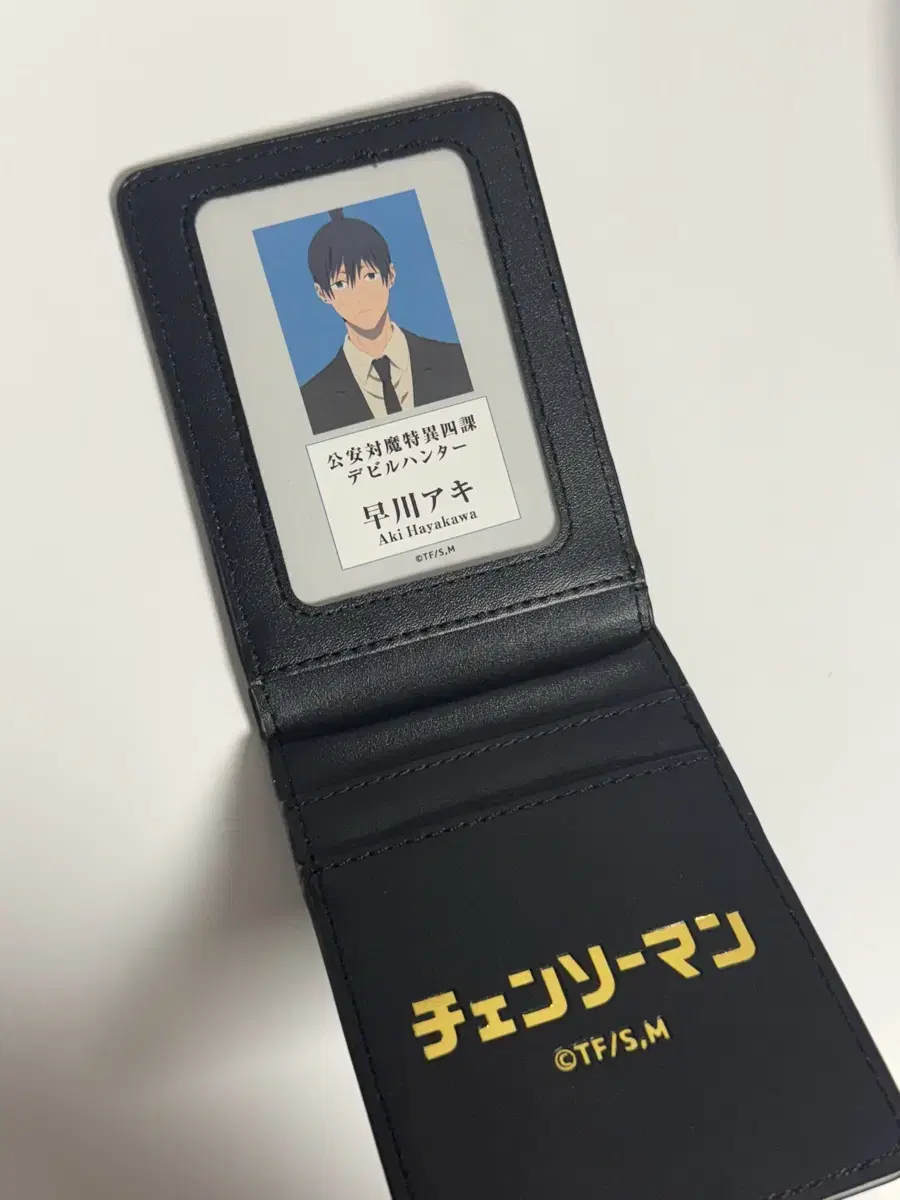 公安対魔特異四課
デビルハンター
早川アキ
Aki Hayakawa
©TF/S,M
チェンソーマン
©TF/S,M